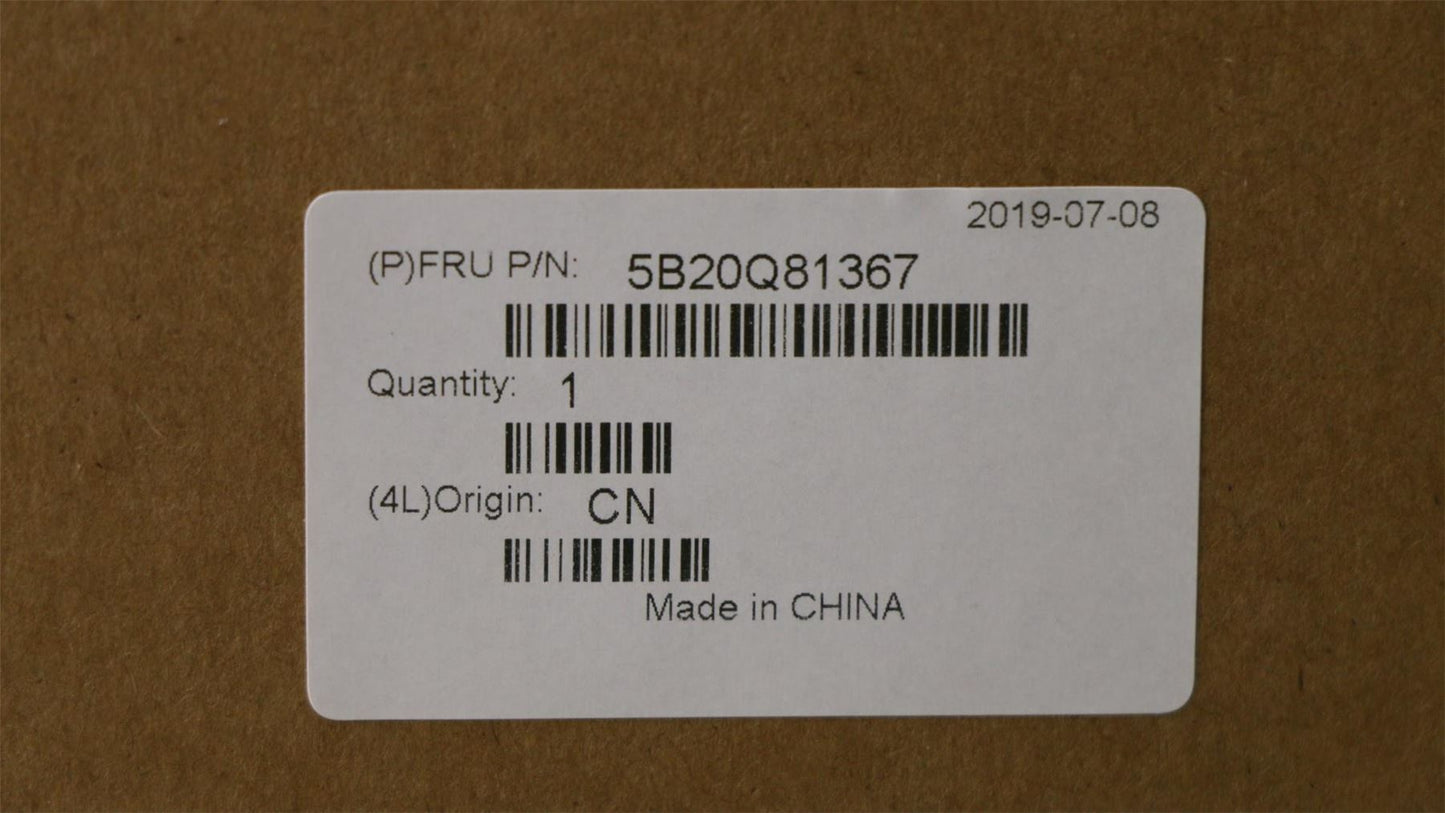 2019-07-08
(P)FRU P/N: 5B20Q81367
Quantity: 1
(4L)Origin: CN
Made in CHINA